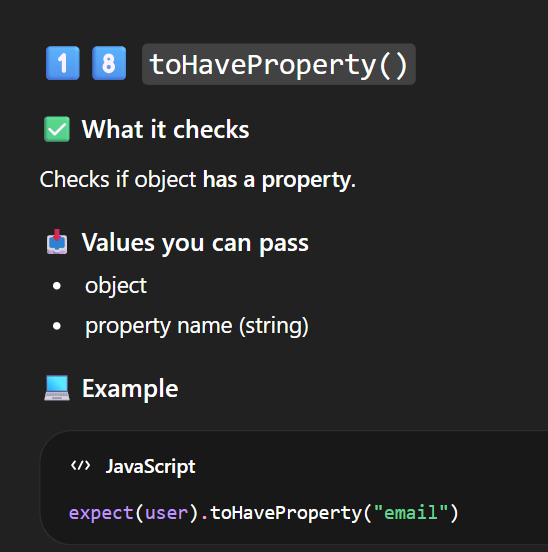 1️⃣ 8️⃣ toHaveProperty()
✅ What it checks
Checks if object has a property.
📥 Values you can pass
• object
• property name (string)
💻 Example
</> JavaScript
expect(user).toHaveProperty("email")